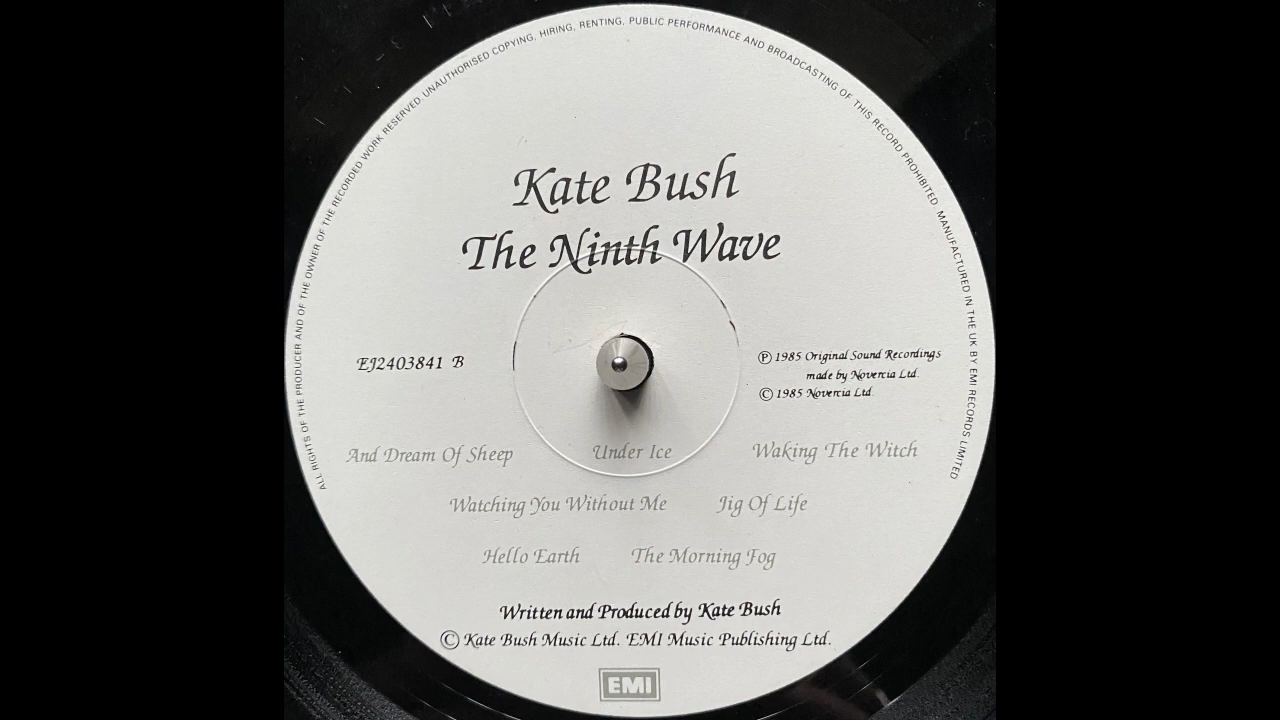 ALL RIGHTS OF THE PRODUCER AND OF THE OWNER OF THE RECORDED WORK RESERVED. UNAUTHORISED COPYING, HIRING, RENTING, PUBLIC PERFORMANCE AND BROADCASTING OF THIS RECORD PROHIBITED. MANUFACTURED IN THE UK BY EMI RECORDS LIMITED
Kate Bush
The Ninth Wave
EJ2403841 B
Ⓟ 1985 Original Sound Recordings
made by Novercia Ltd.
© 1985 Novercia Ltd.
And Dream Of Sheep Under Ice Waking The Witch
Watching You Without Me Jig Of Life
Hello Earth The Morning Fog
Written and Produced by Kate Bush
© Kate Bush Music Ltd. EMI Music Publishing Ltd.
EMI